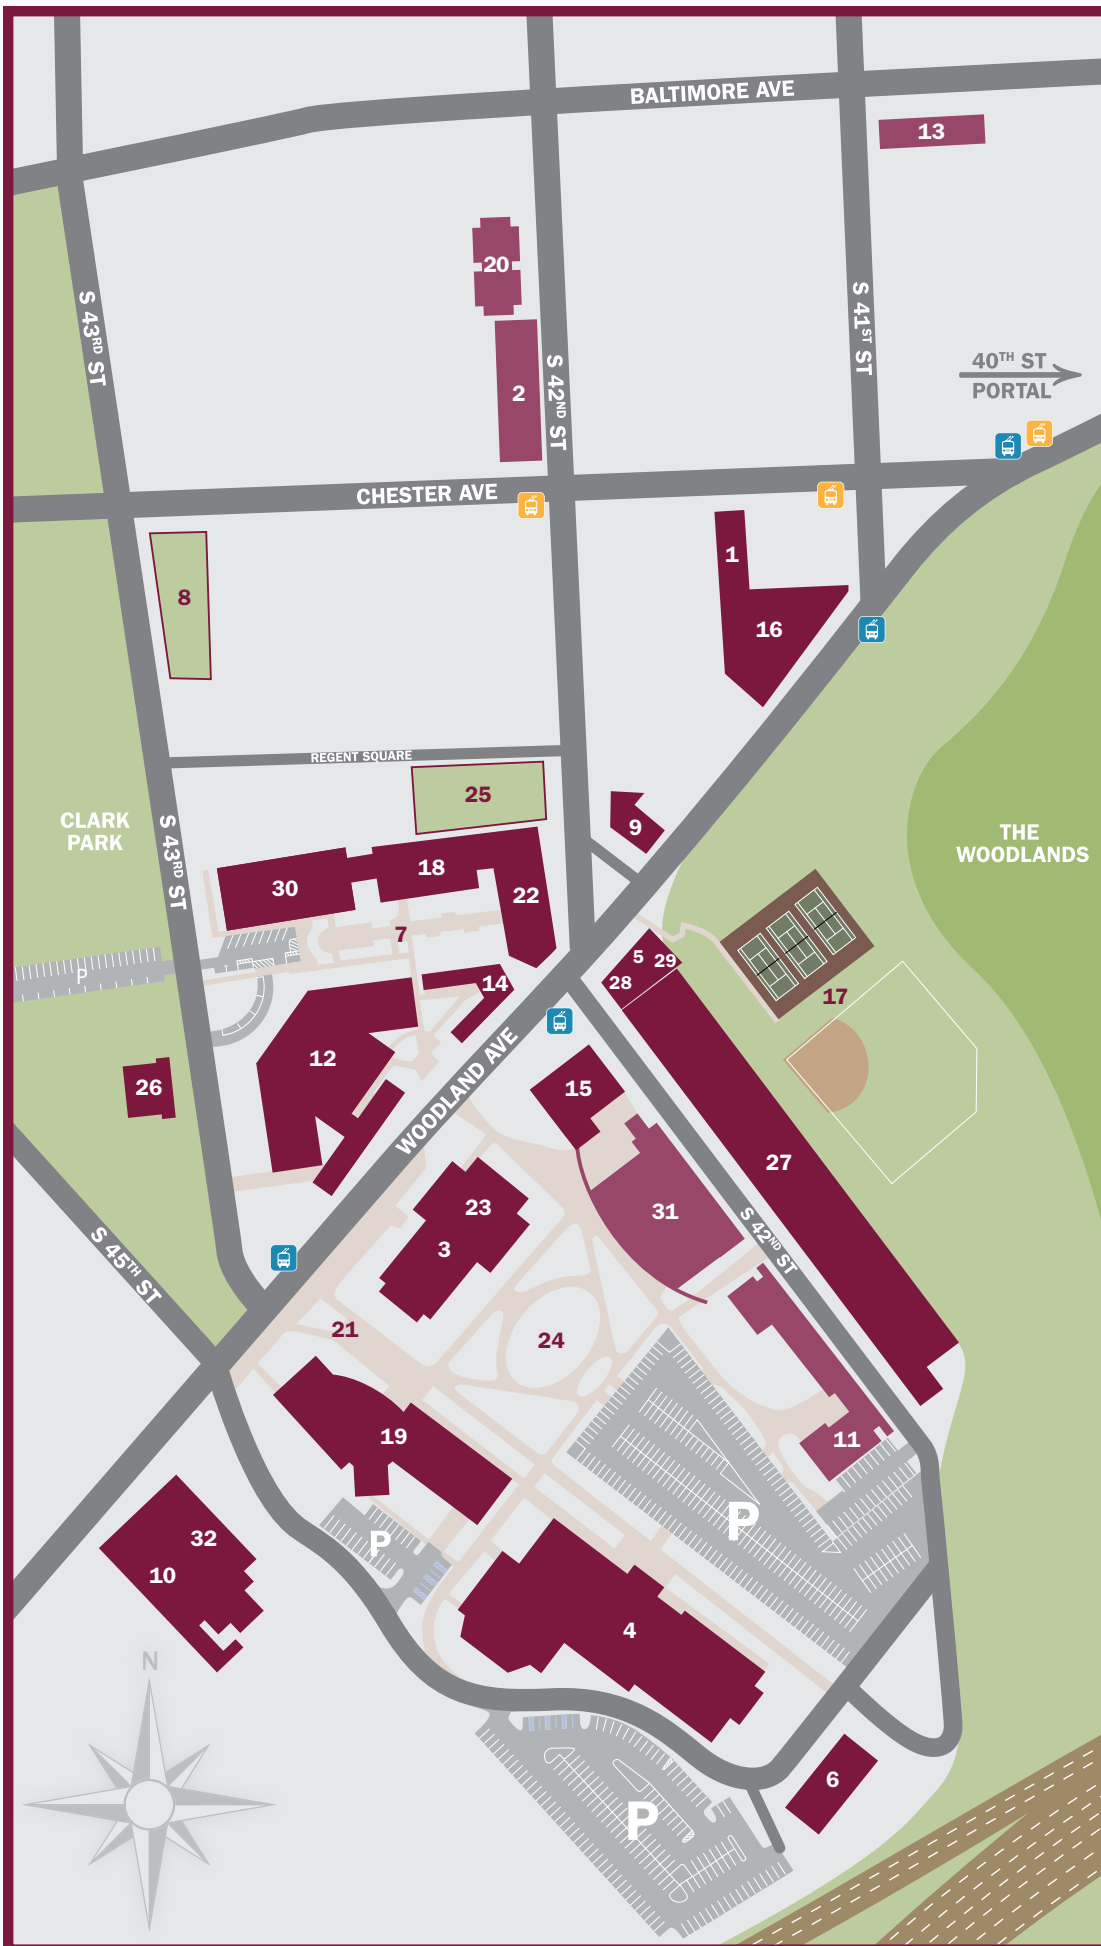 BALTIMORE AVE
13
20
S 43RD ST
S 41ST ST
S 42ND ST
40TH ST
PORTAL
2
CHESTER AVE
1
8
16
REGENT SQUARE
25
CLARK
PARK
S 43RD ST
9
THE
WOODLANDS
18
30
22
7
5
29
P
28
14
17
12
26
WOODLAND AVE
15
27
23
31
3
S 42ND ST
S 45TH ST
21
24
19
11
P
32
P
10
4
N
6
P